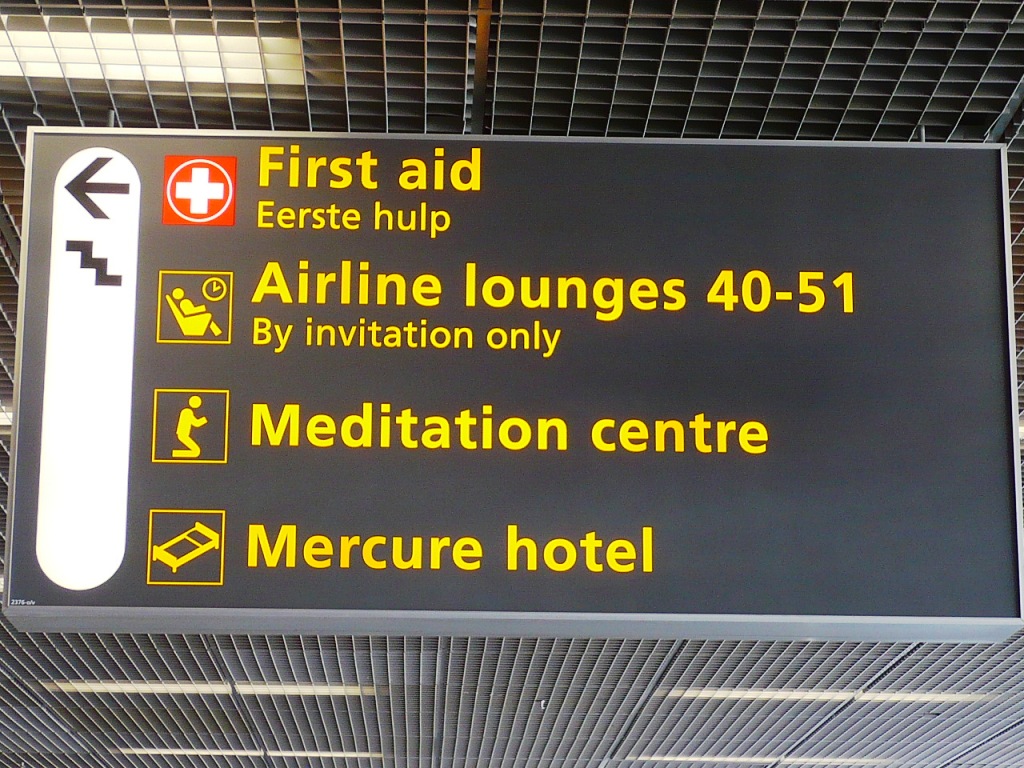 First aid
Eerste hulp
Airline lounges 40-51
By invitation only
Meditation centre
Mercure hotel